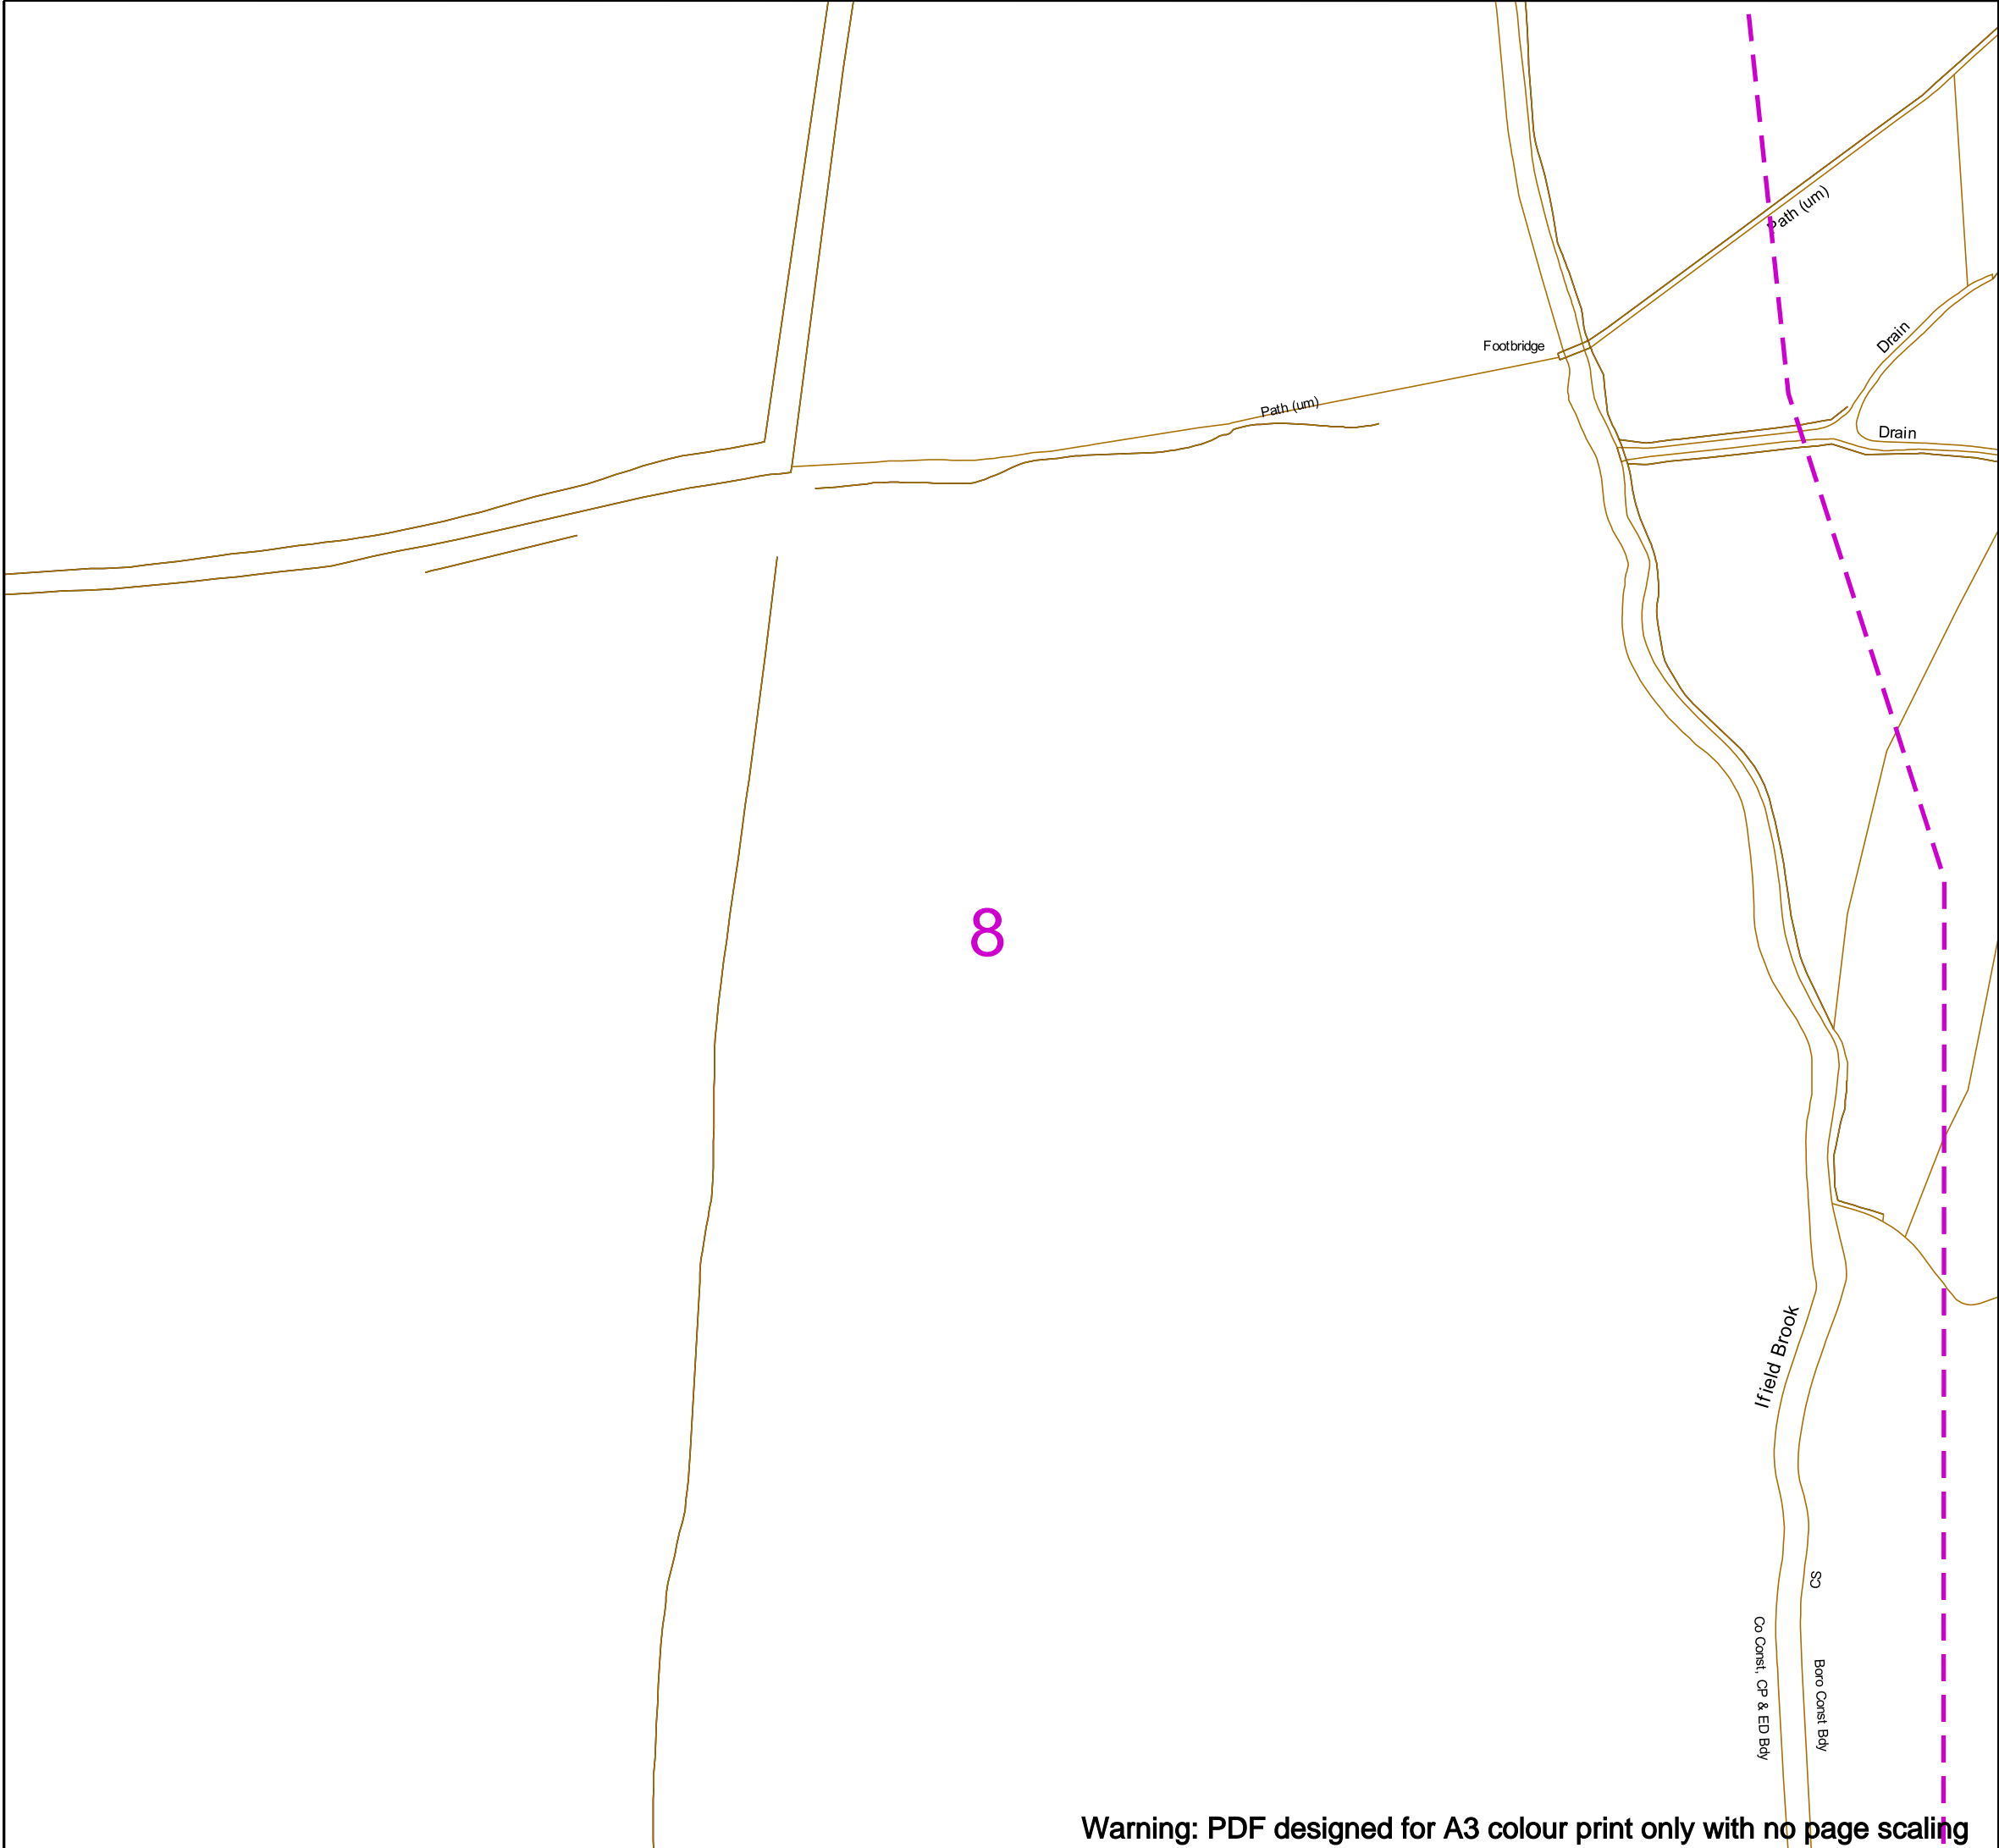 Path (um)
Drain
Footbridge
Path (um)
Drain
8
Ifield Brook
CS
Co Const, CP & ED Bdy
Boro Const Bdy
Warning: PDF designed for A3 colour print only with no page scaling